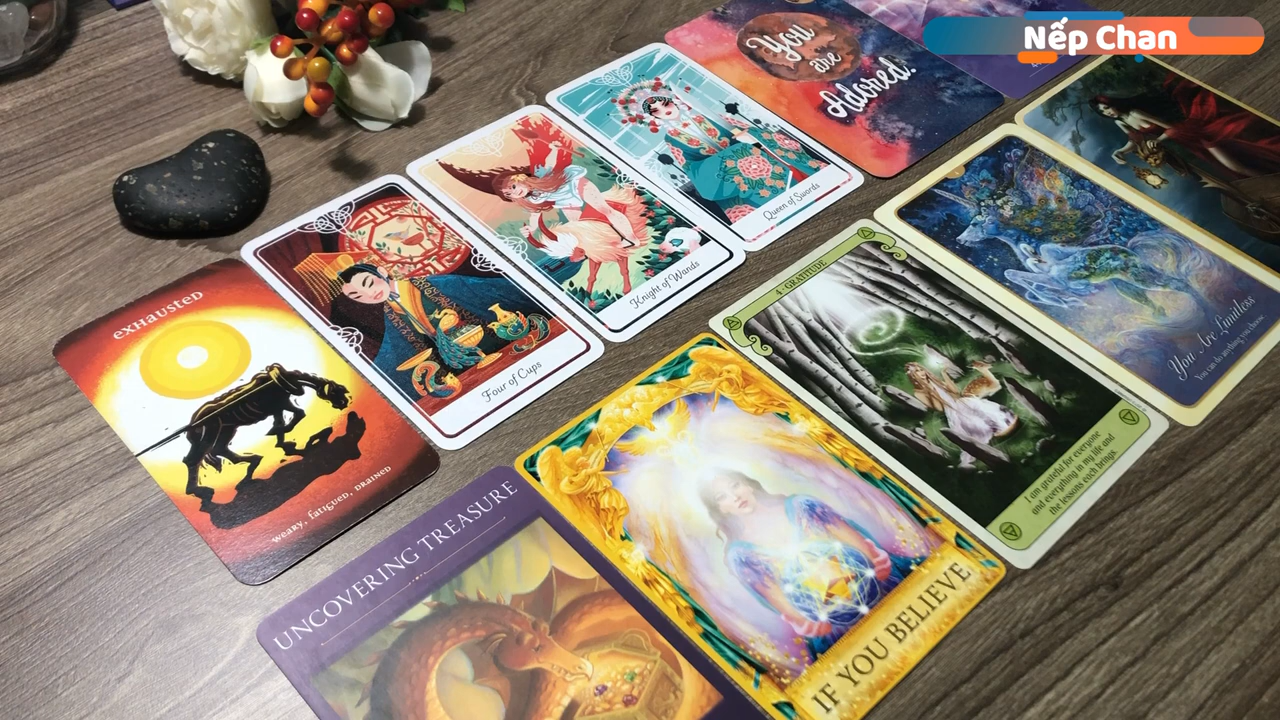 Nếp Chan
You
are
Adored!
Queen of Swords
Knight of Wands
Four of Cups
EXHAUSTED
WEARY, FATIGUED, DRAINED
You Are Limitless
You can do anything you choose
4 · GRATITUDE
I am grateful for everyone
and everything in my life and
the lessons each brings.
IF YOU BELIEVE
UNCOVERING TREASURE